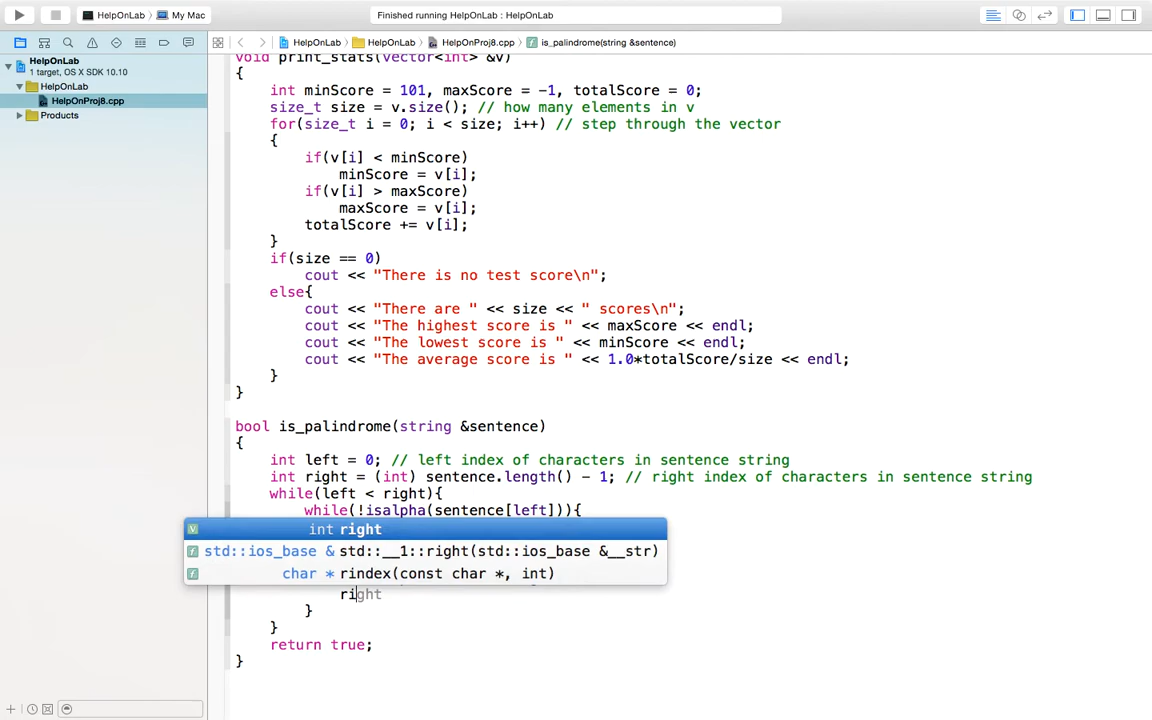 HelpOnLab
My Mac
Finished running HelpOnLab : HelpOnLab
HelpOnLab
HelpOnLab
HelpOnProj8.cpp
is_palindrome(string &sentence)
HelpOnLab
1 target, OS X SDK 10.10
HelpOnLab
HelpOnProj8.cpp
Products
void print_stats(vector<int> &v)
{
int minScore = 101, maxScore = -1, totalScore = 0;
size_t size = v.size(); // how many elements in v
for(size_t i = 0; i < size; i++) // step through the vector
{
if(v[i] < minScore)
minScore = v[i];
if(v[i] > maxScore)
maxScore = v[i];
totalScore += v[i];
}
if(size == 0)
cout << "There is no test score\n";
else{
cout << "There are " << size << " scores\n";
cout << "The highest score is " << maxScore << endl;
cout << "The lowest score is " << minScore << endl;
cout << "The average score is " << 1.0*totalScore/size << endl;
}
}
bool is_palindrome(string &sentence)
{
int left = 0; // left index of characters in sentence string
int right = (int) sentence.length() - 1; // right index of characters in sentence string
while(left < right){
while(!isalpha(sentence[left])){
int right
std::ios_base & std::__1::right(std::ios_base &__str)
char * rindex(const char *, int)
right
}
}
return true;
}